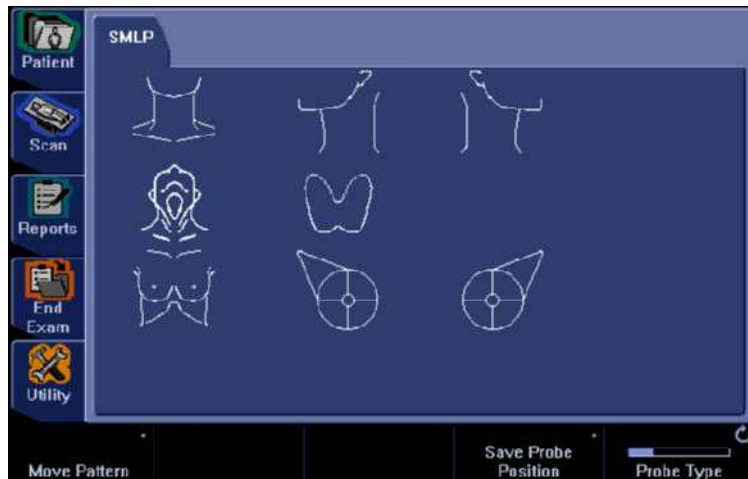 SMLP
Patient
Scan
Reports
End
Exam
Utility
Move Pattern
Save Probe
Position
Probe Type